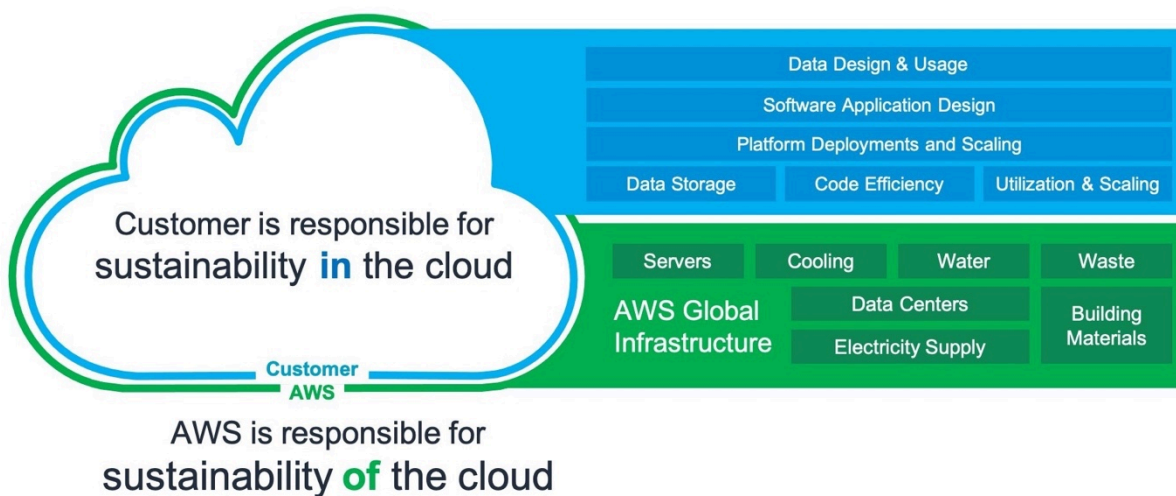 Data Design & Usage
Software Application Design
Platform Deployments and Scaling
Data Storage
Code Efficiency
Utilization & Scaling
Customer is responsible for
sustainability in the cloud
Servers
Cooling
Water
Waste
AWS Global
Infrastructure
Data Centers
Electricity Supply
Building
Materials
Customer
AWS
AWS is responsible for
sustainability of the cloud